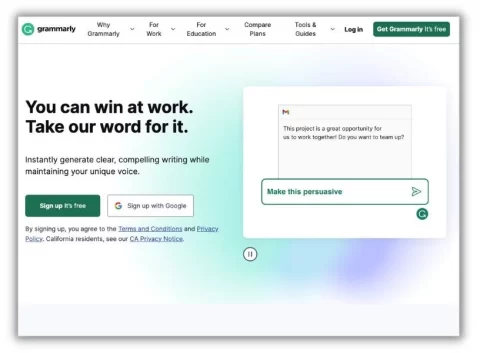 grammarly
Why
Grammarly
For
Work
For
Education
Compare
Plans
Tools &
Guides
Log in
Get Grammarly It's free
You can win at work.
Take our word for it.
Instantly generate clear, compelling writing while
maintaining your unique voice.
Sign up It's free
Sign up with Google
By signing up, you agree to the Terms and Conditions and Privacy
Policy. California residents, see our CA Privacy Notice.
This project is a great opportunity for
us to work together! Do you want to team up?
Make this persuasive